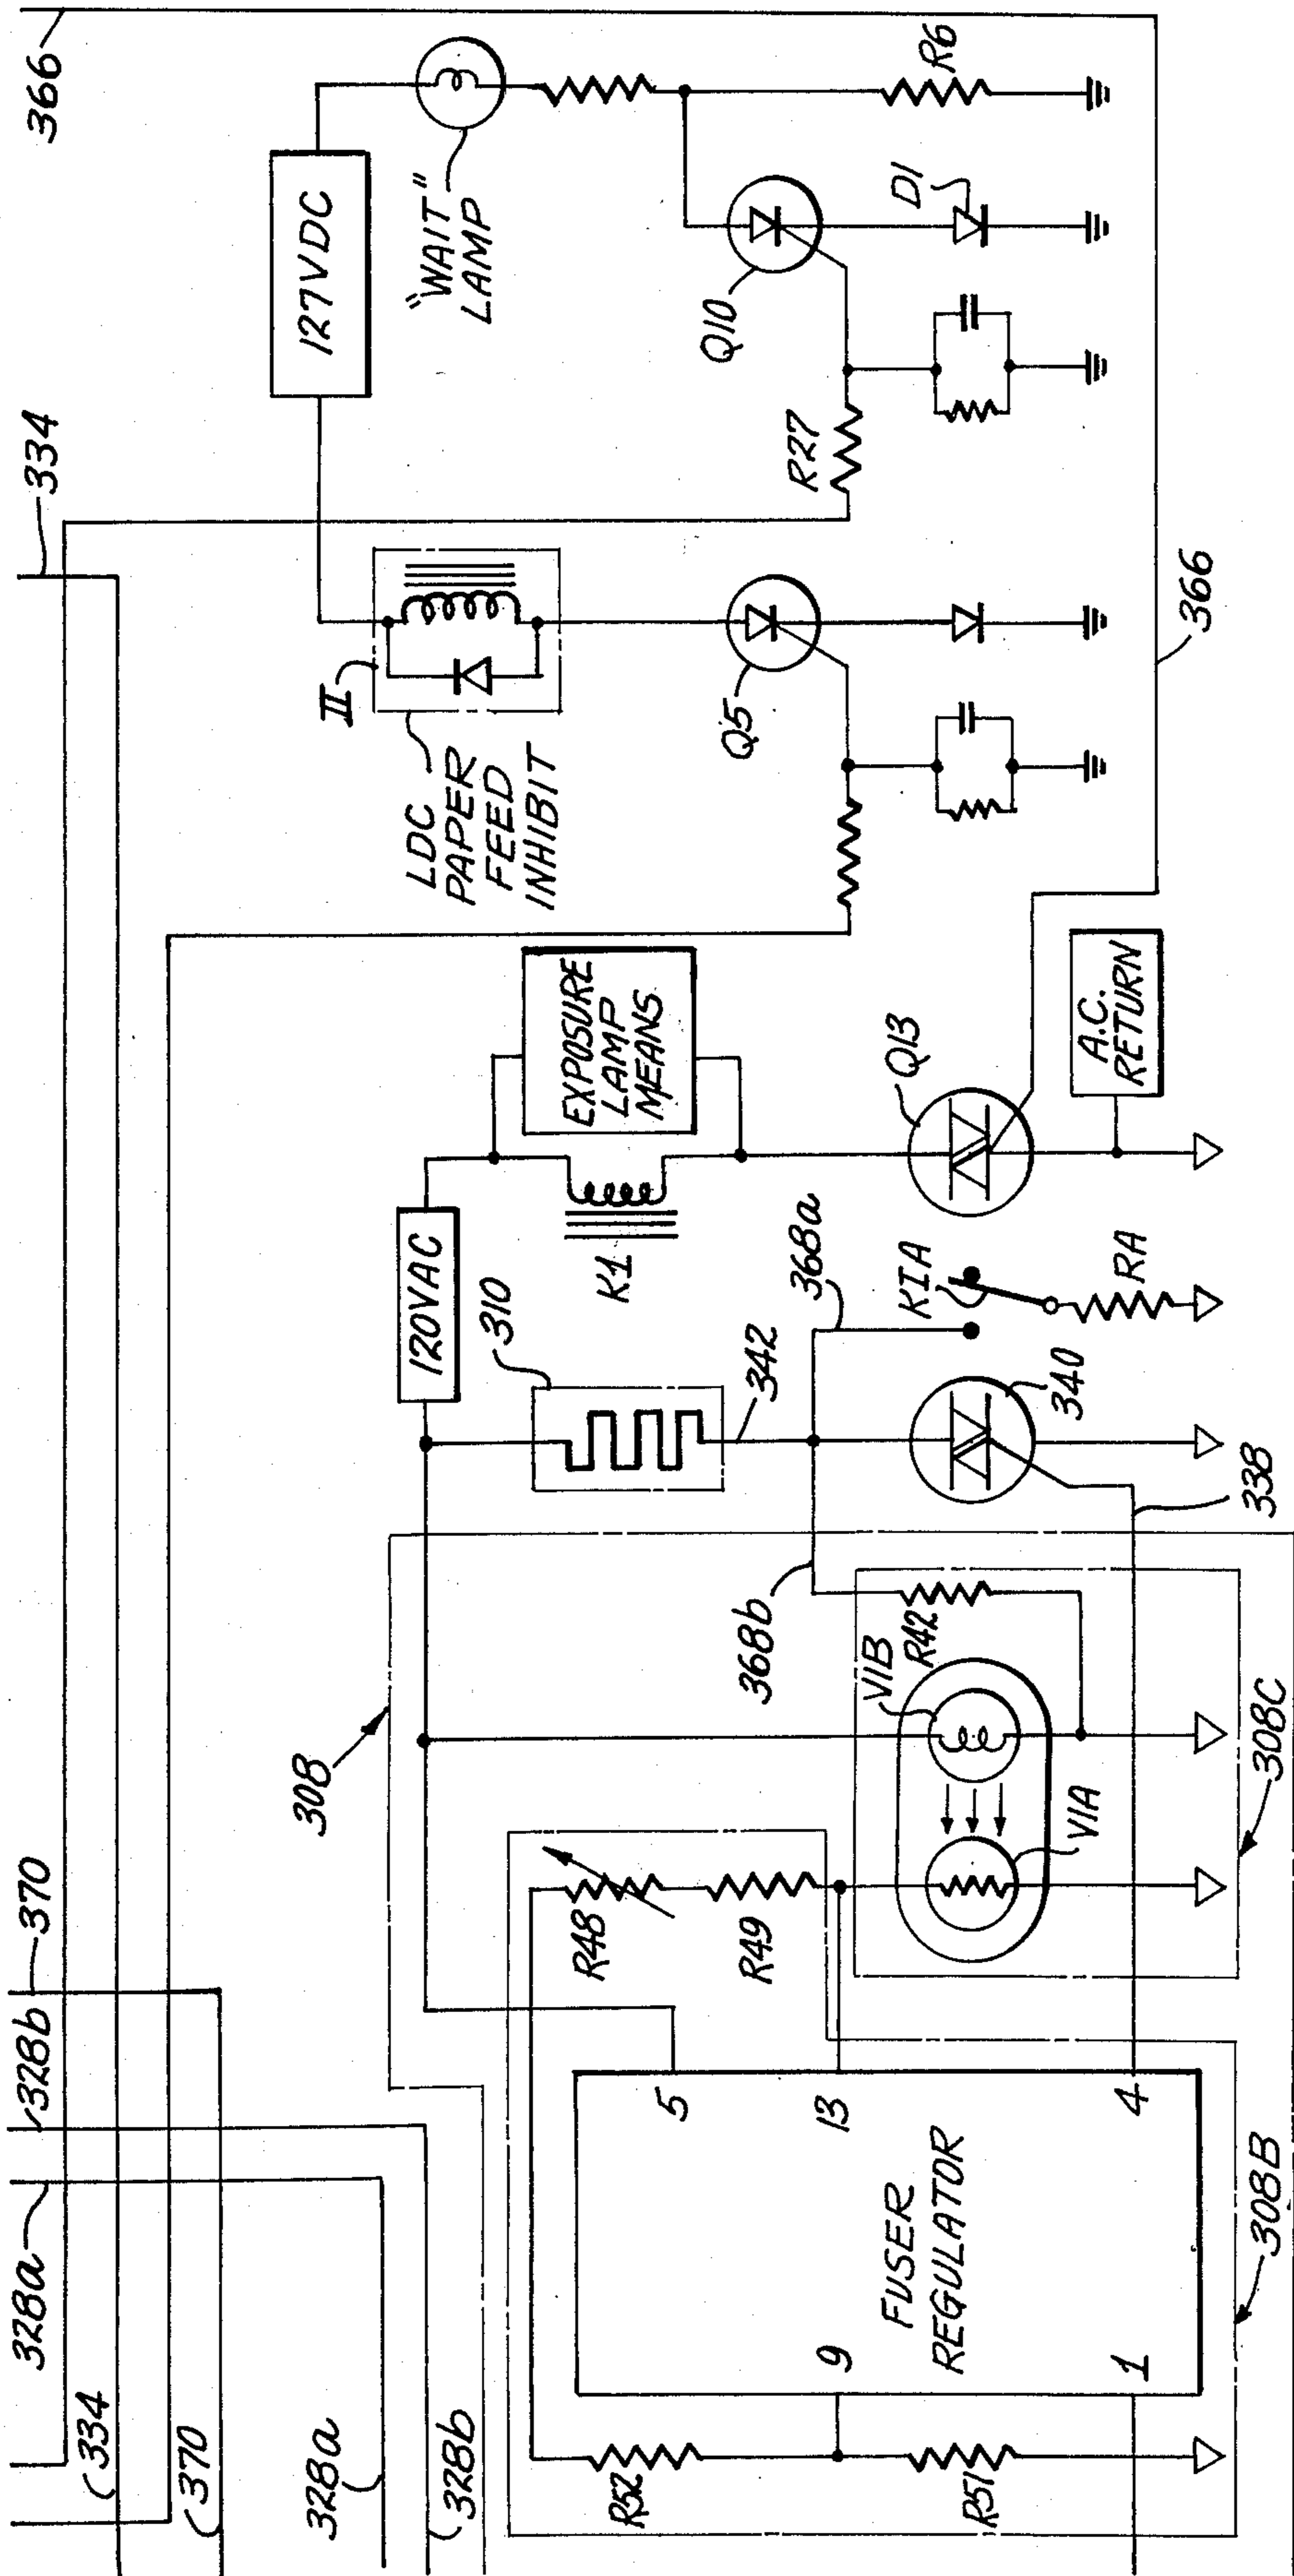 328a
328b
370
334
366
334
370
328a
328b
308
127VDC
"WAIT"
LAMP
II
LDC
PAPER
FEED
INHIBIT
120VAC
310
K1
EXPOSURE
LAMP
MEANS
342
368a
368b
R27
Q10
R6
D1
Q5
Q13
K1A
RA
340
338
A.C.
RETURN
366
R48
R49
R42
V1B
V1A
308C
R52
R51
5
13
4
9
1
FUSER
REGULATOR
308B